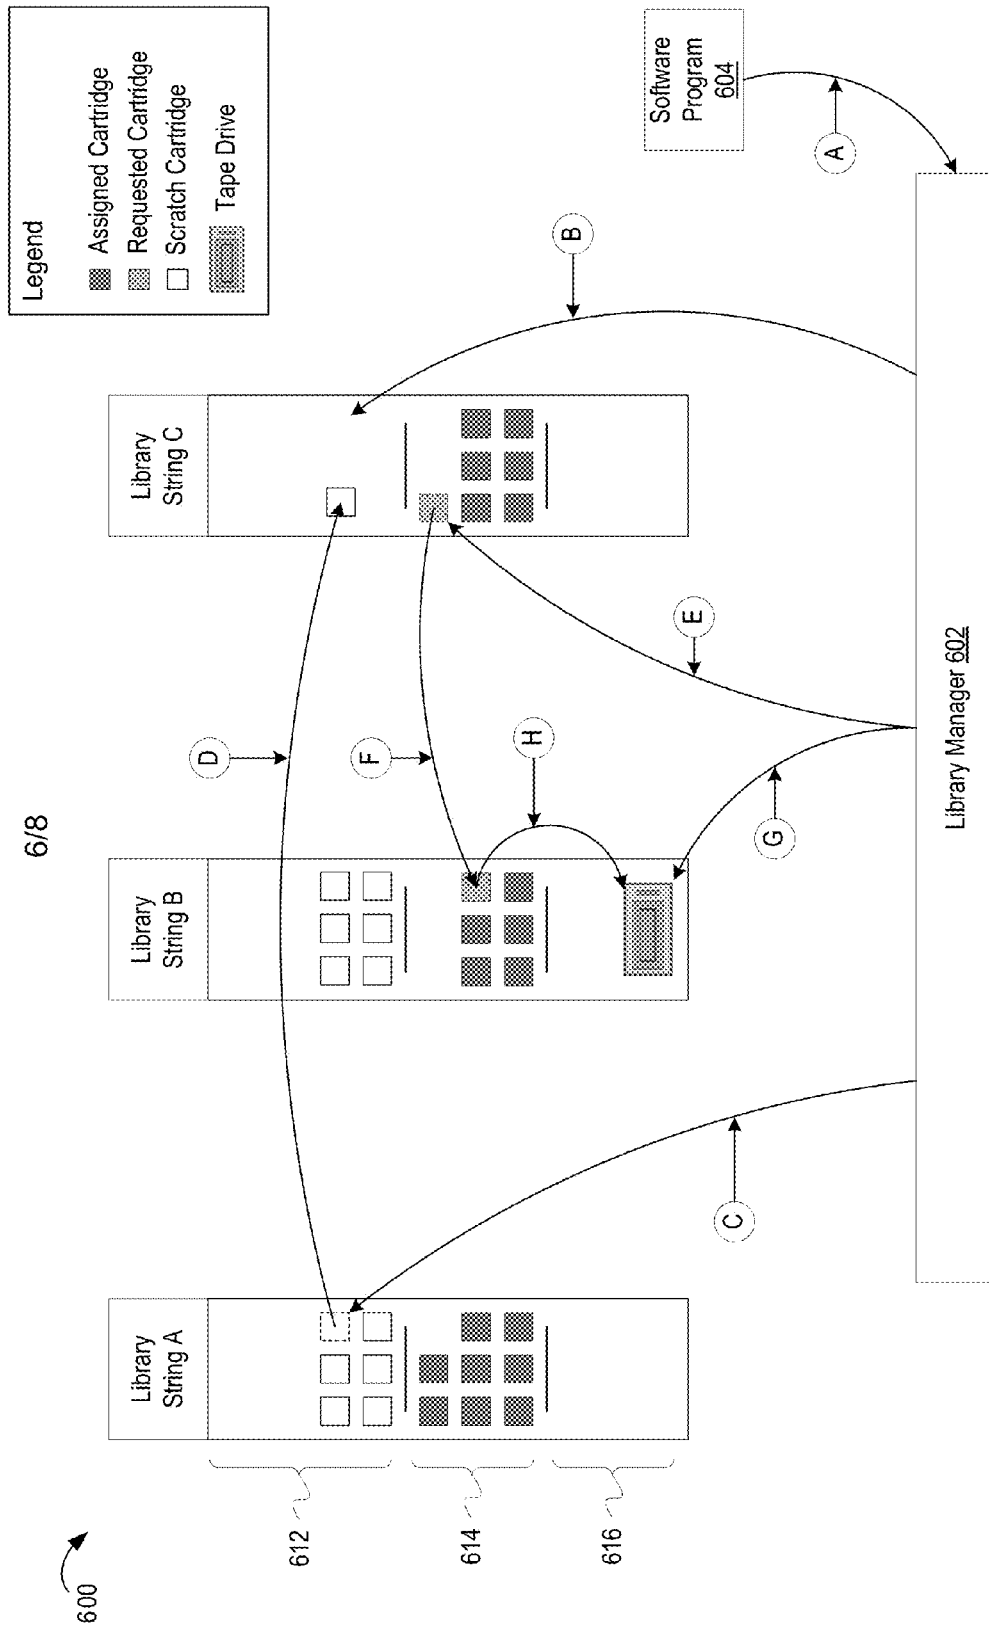 6/8
600
Legend
Assigned Cartridge
Requested Cartridge
Scratch Cartridge
Tape Drive
Library
String A
Library
String B
Library
String C
612
614
616
D
F
H
B
E
G
C
A
Software
Program
604
Library Manager 602